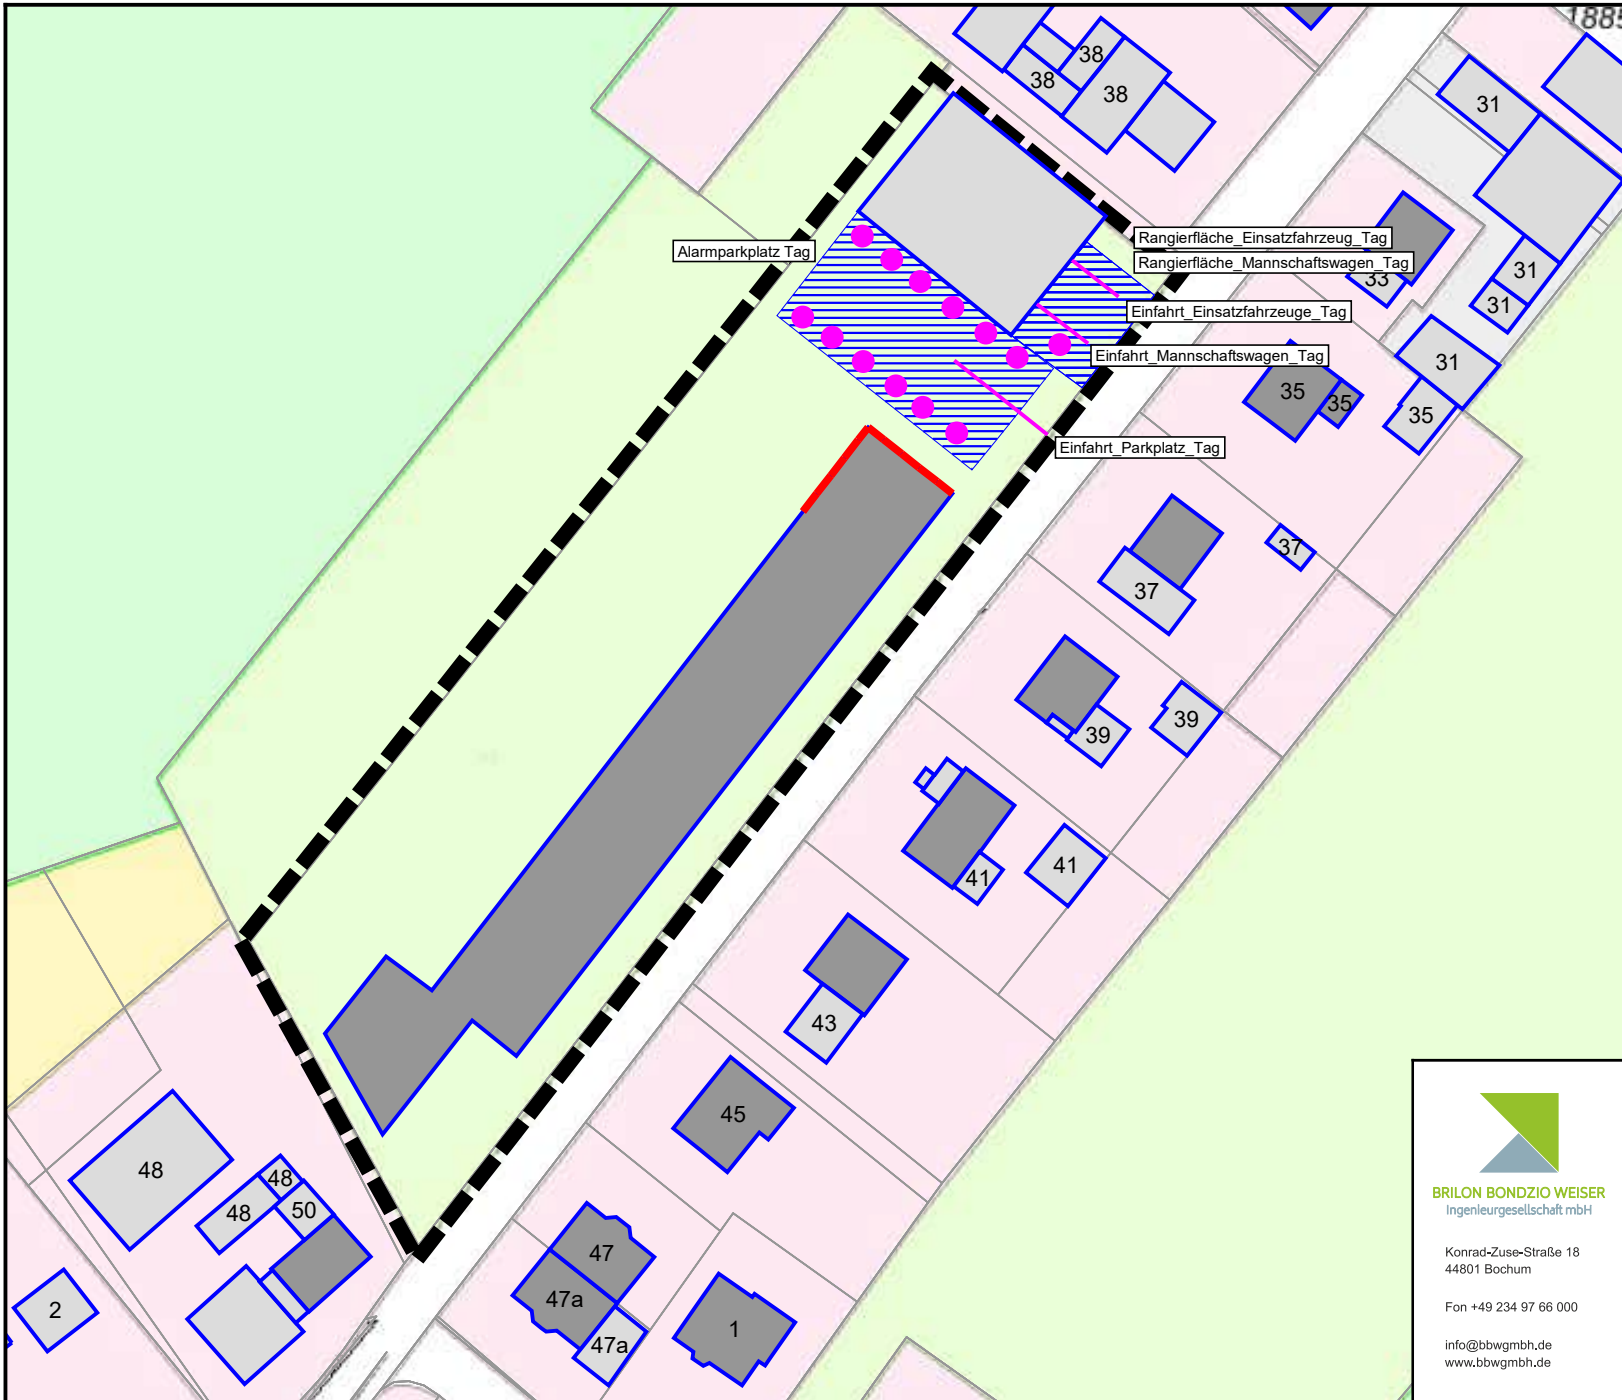 1885
38
38
38
31
Alarmparkplatz Tag
Rangierfläche_Einsatzfahrzeug_Tag
Rangierfläche_Mannschaftswagen_Tag
33
31
31
Einfahrt_Einsatzfahrzeuge_Tag
Einfahrt_Mannschaftswagen_Tag
31
35
35
35
Einfahrt_Parkplatz_Tag
37
37
39
39
41
41
43
45
48
48
48
50
47
47a
47a
1
2
BRILON BONDZIO WEISER
Ingenieurgesellschaft mbH
Konrad-Zuse-Straße 18
44801 Bochum
Fon +49 234 97 66 000
info@bbwgmbh.de
www.bbwgmbh.de